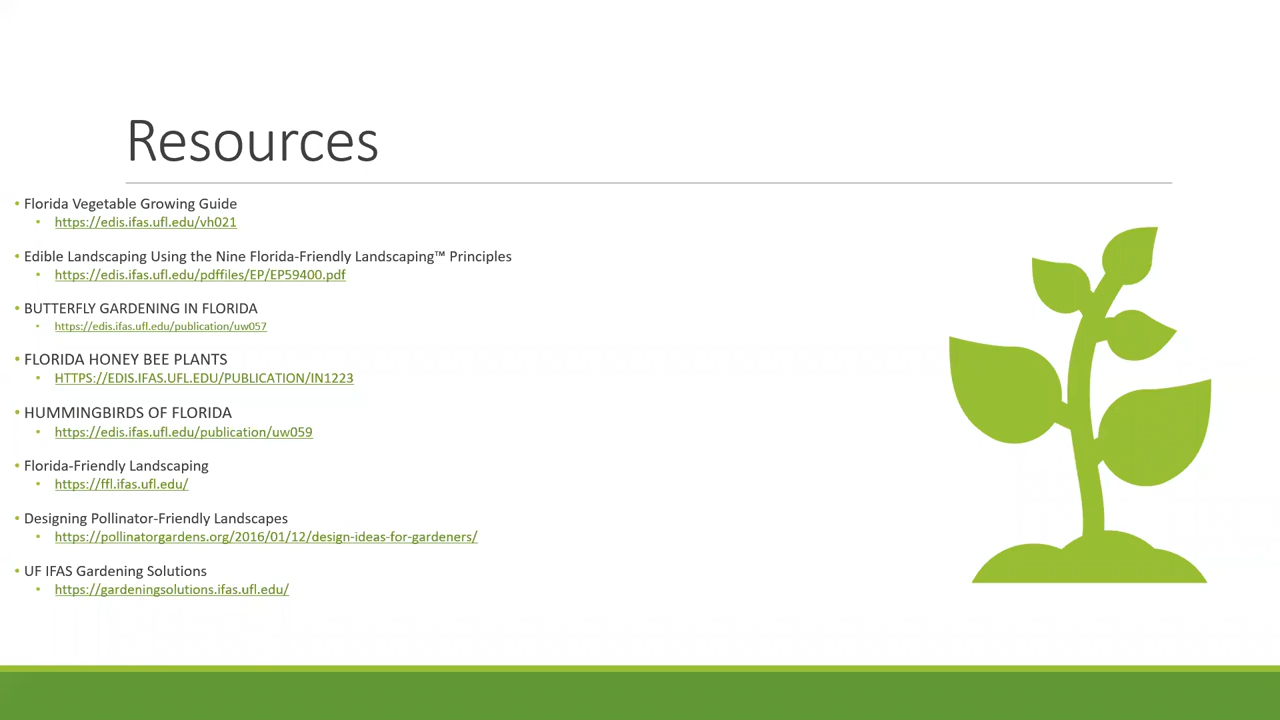 Resources
• Florida Vegetable Growing Guide
• https://edis.ifas.ufl.edu/vh021
• Edible Landscaping Using the Nine Florida-Friendly Landscaping™ Principles
• https://edis.ifas.ufl.edu/pdffiles/EP/EP59400.pdf
• BUTTERFLY GARDENING IN FLORIDA
• https://edis.ifas.ufl.edu/publication/uw057
• FLORIDA HONEY BEE PLANTS
• HTTPS://EDIS.IFAS.UFL.EDU/PUBLICATION/IN1223
• HUMMINGBIRDS OF FLORIDA
• https://edis.ifas.ufl.edu/publication/uw059
• Florida-Friendly Landscaping
• https://ffl.ifas.ufl.edu/
• Designing Pollinator-Friendly Landscapes
• https://pollinatorgardens.org/2016/01/12/design-ideas-for-gardeners/
• UF IFAS Gardening Solutions
• https://gardeningsolutions.ifas.ufl.edu/